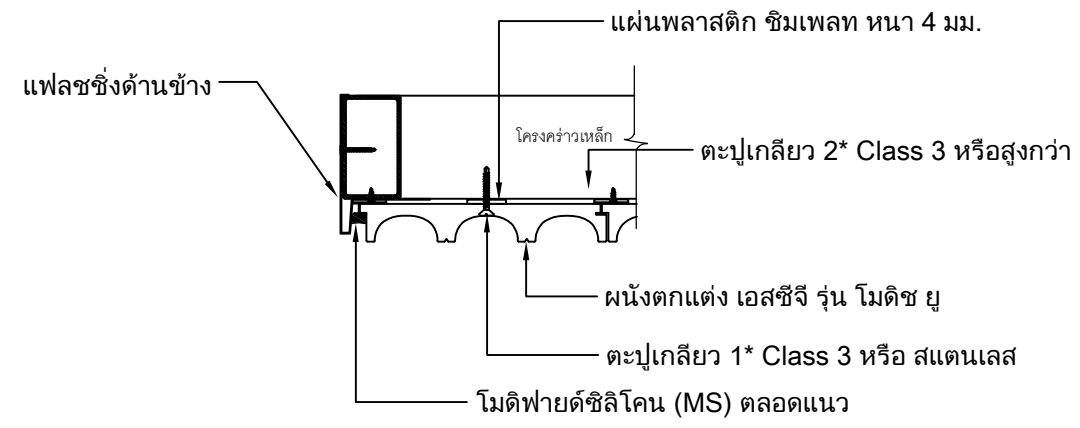 แผ่นพลาสติก ชิมเพลท หนา 4 มม.
แฟลชชิ่งด้านข้าง
โครงคร่าวเหล็ก
ตะปูเกลียว 2* Class 3 หรือสูงกว่า
ผนังตกแต่ง เอสซีจี รุ่น โมดิช ยู
ตะปูเกลียว 1* Class 3 หรือ สแตนเลส
โมดิฟายด์ซิลิโคน (MS) ตลอดแนว